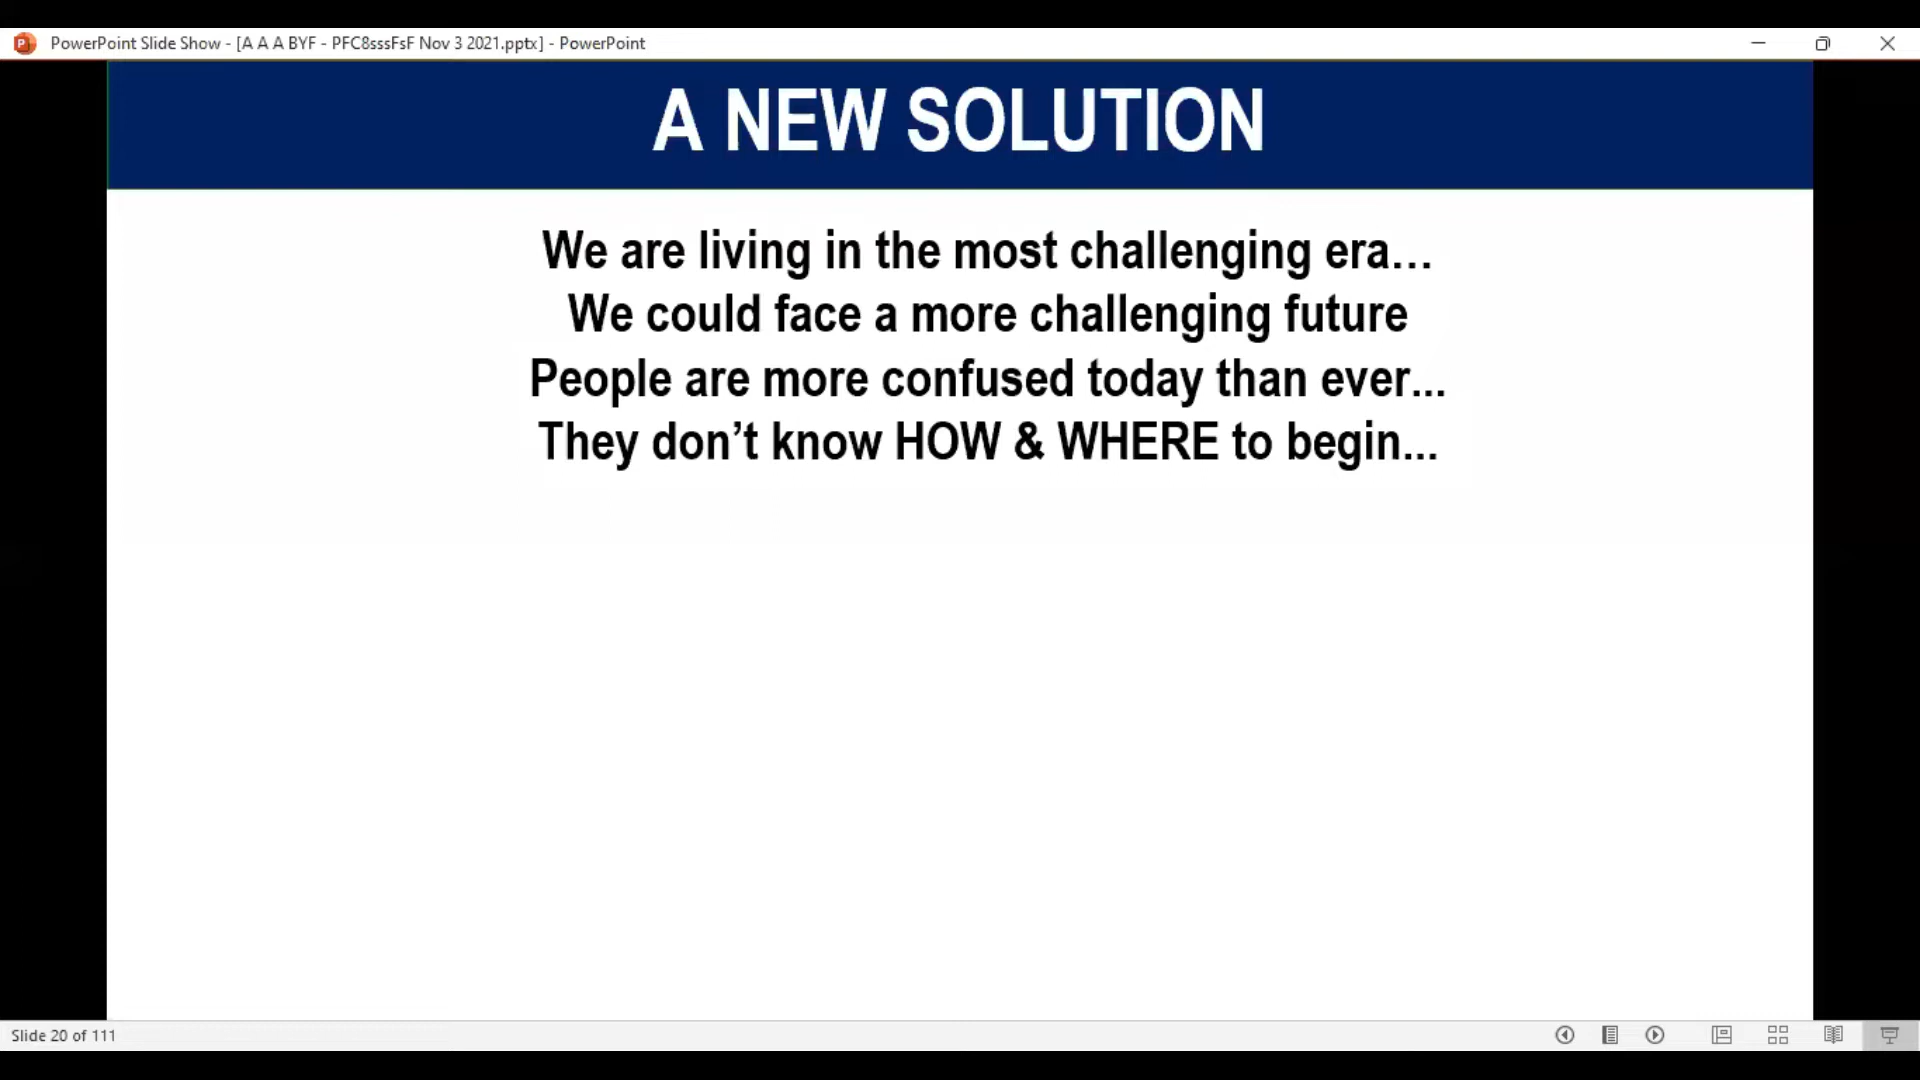 PowerPoint Slide Show - [A A A BYF - PFC8sssFsF Nov 3 2021.pptx] - PowerPoint
A NEW SOLUTION
We are living in the most challenging era...
We could face a more challenging future
People are more confused today than ever...
They don’t know HOW & WHERE to begin...
Slide 20 of 111